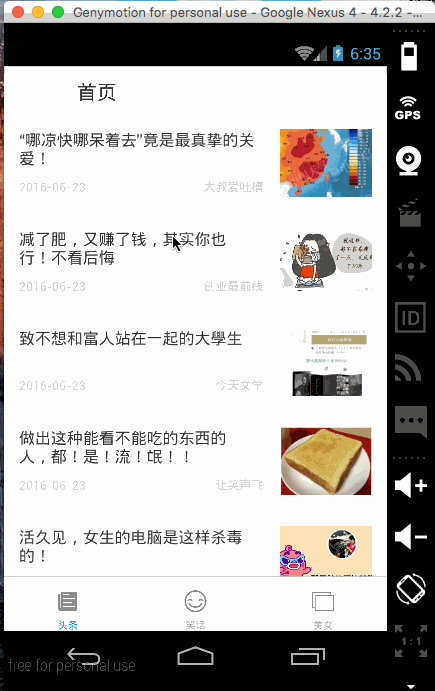 Genymotion for personal use - Google Nexus 4 - 4.2.2 -...
6:35
首页
GPS
“哪凉快哪呆着去”竟是最真挚的关
爱！
2016-06-23
大叔爱吐槽
减了肥，又赚了钱，其实你也
行！不看后悔
2016-06-23
创业最前线
ID
致不想和富人站在一起的大學生
2016-06-23
今天文学
做出这种能看不能吃的东西的
人，都！是！流！氓！！
2016-06-23
让笑声飞
活久见，女生的电脑是这样杀毒
的！
头条
笑话
美女
1:1
free for personal use